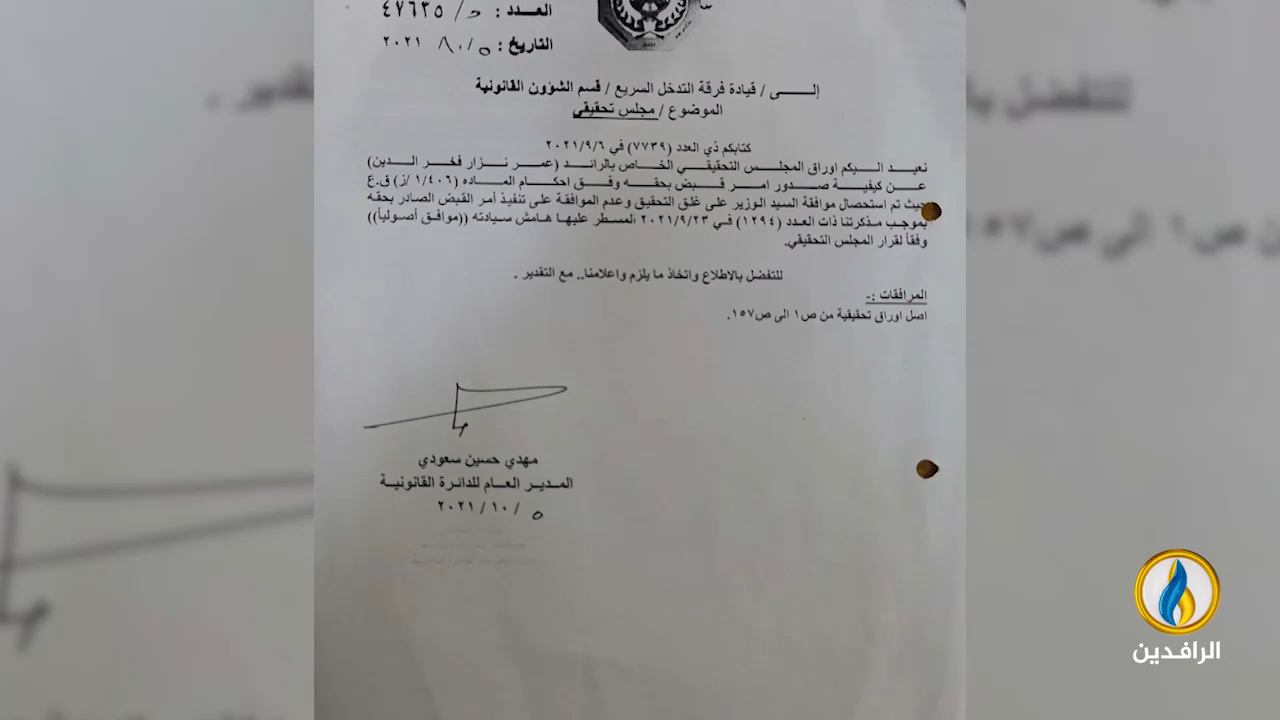 العدد : د/ ٤٧٦٣٥
التاريخ : ٥/ ١٠/ ٢٠٢١
إلـــى / قيادة فرقة التدخل السريع / قسم الشؤون القانونية
الموضوع / مجلس تحقيقي
كتابكم ذي العدد (٧٧٣٩) في ٢٠٢١/٩/٦
نعيد اليكم اوراق المجلس التحقيقي الخاص بالرائد (عمر نزار فخر الدين)
عن كيفية صدور امر قبض بحقه وفق احكام الماده (١/٤٠٦ /ز) ق.ع
حيث تم استحصال موافقة السيد الوزير على غلق التحقيق وعدم الموافقة على تنفيذ أمر القبض الصادر بحقه
بموجب مذكرتنا ذات العدد (١٢٩٤) في ٢٠٢١/٩/٢٣ المسطر عليها هامش سيادته ((موافق أصولياً))
وفقاً لقرار المجلس التحقيقي.
للتفضل بالاطلاع واتخاذ ما يلزم واعلامنا.. مع التقدير .
المرافقات :-
اصل اوراق تحقيقية من ص١ الى ص١٥٧.
مهدي حسين سعودي
المدير العام للدائرة القانونية
٥ /٢٠٢١/١٠
الرافدين